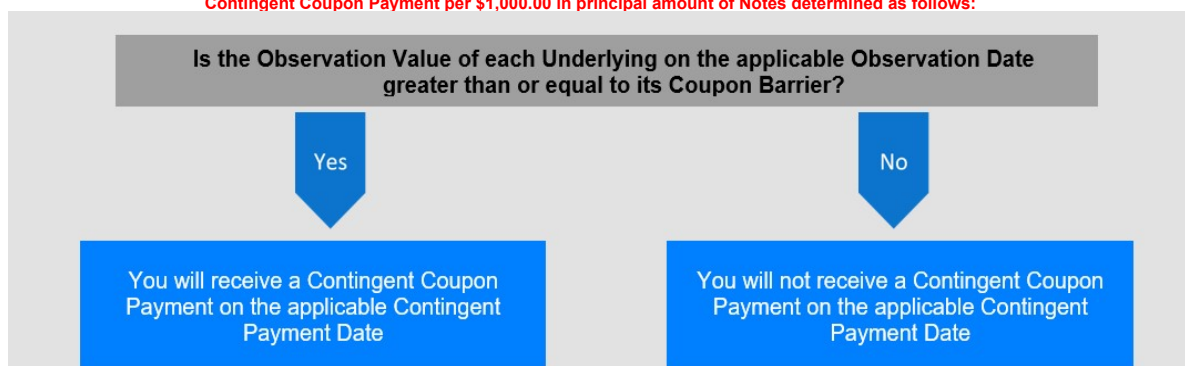 Contingent Coupon Payment per $1,000.00 in principal amount of Notes determined as follows:
Is the Observation Value of each Underlying on the applicable Observation Date
greater than or equal to its Coupon Barrier?
Yes
No
You will receive a Contingent Coupon
Payment on the applicable Contingent
Payment Date
You will not receive a Contingent Coupon
Payment on the applicable Contingent
Payment Date